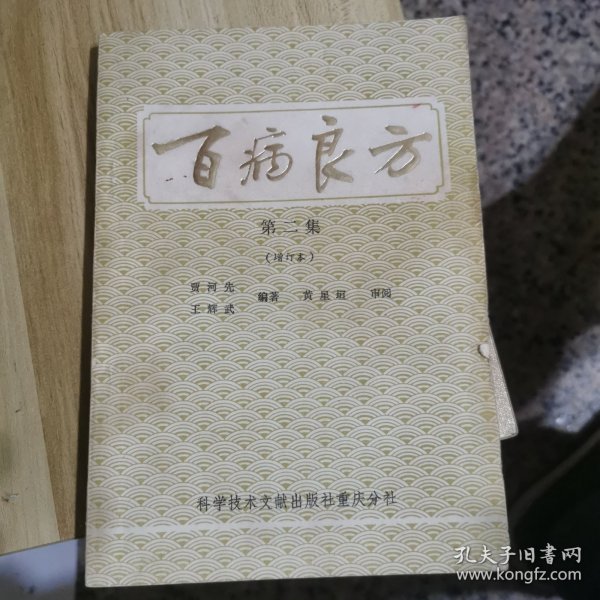 百病良方
第二集
(增订本)
贾河先
王辉武
编著 黄星垣 审阅
科学技术文献出版社重庆分社
孔夫子旧书网
www.kongfz.com